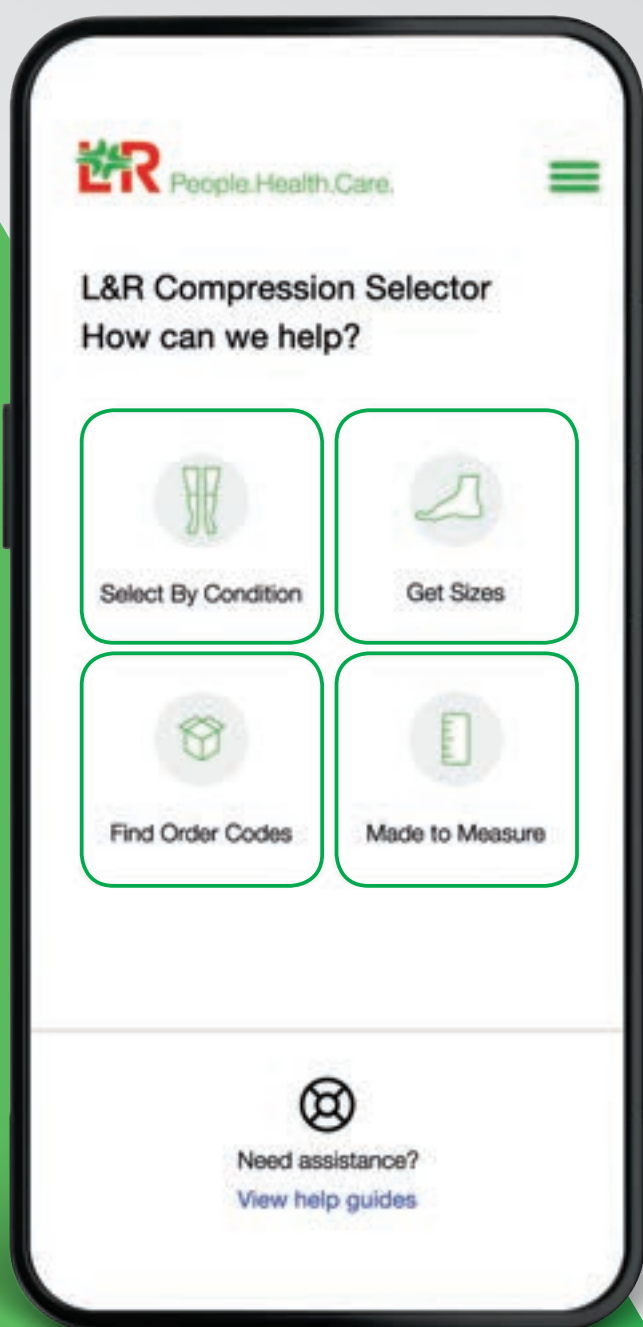 L&R People.Health.Care.
L&R Compression Selector
How can we help?
Select By Condition
Get Sizes
Find Order Codes
Made to Measure
Need assistance?
View help guides